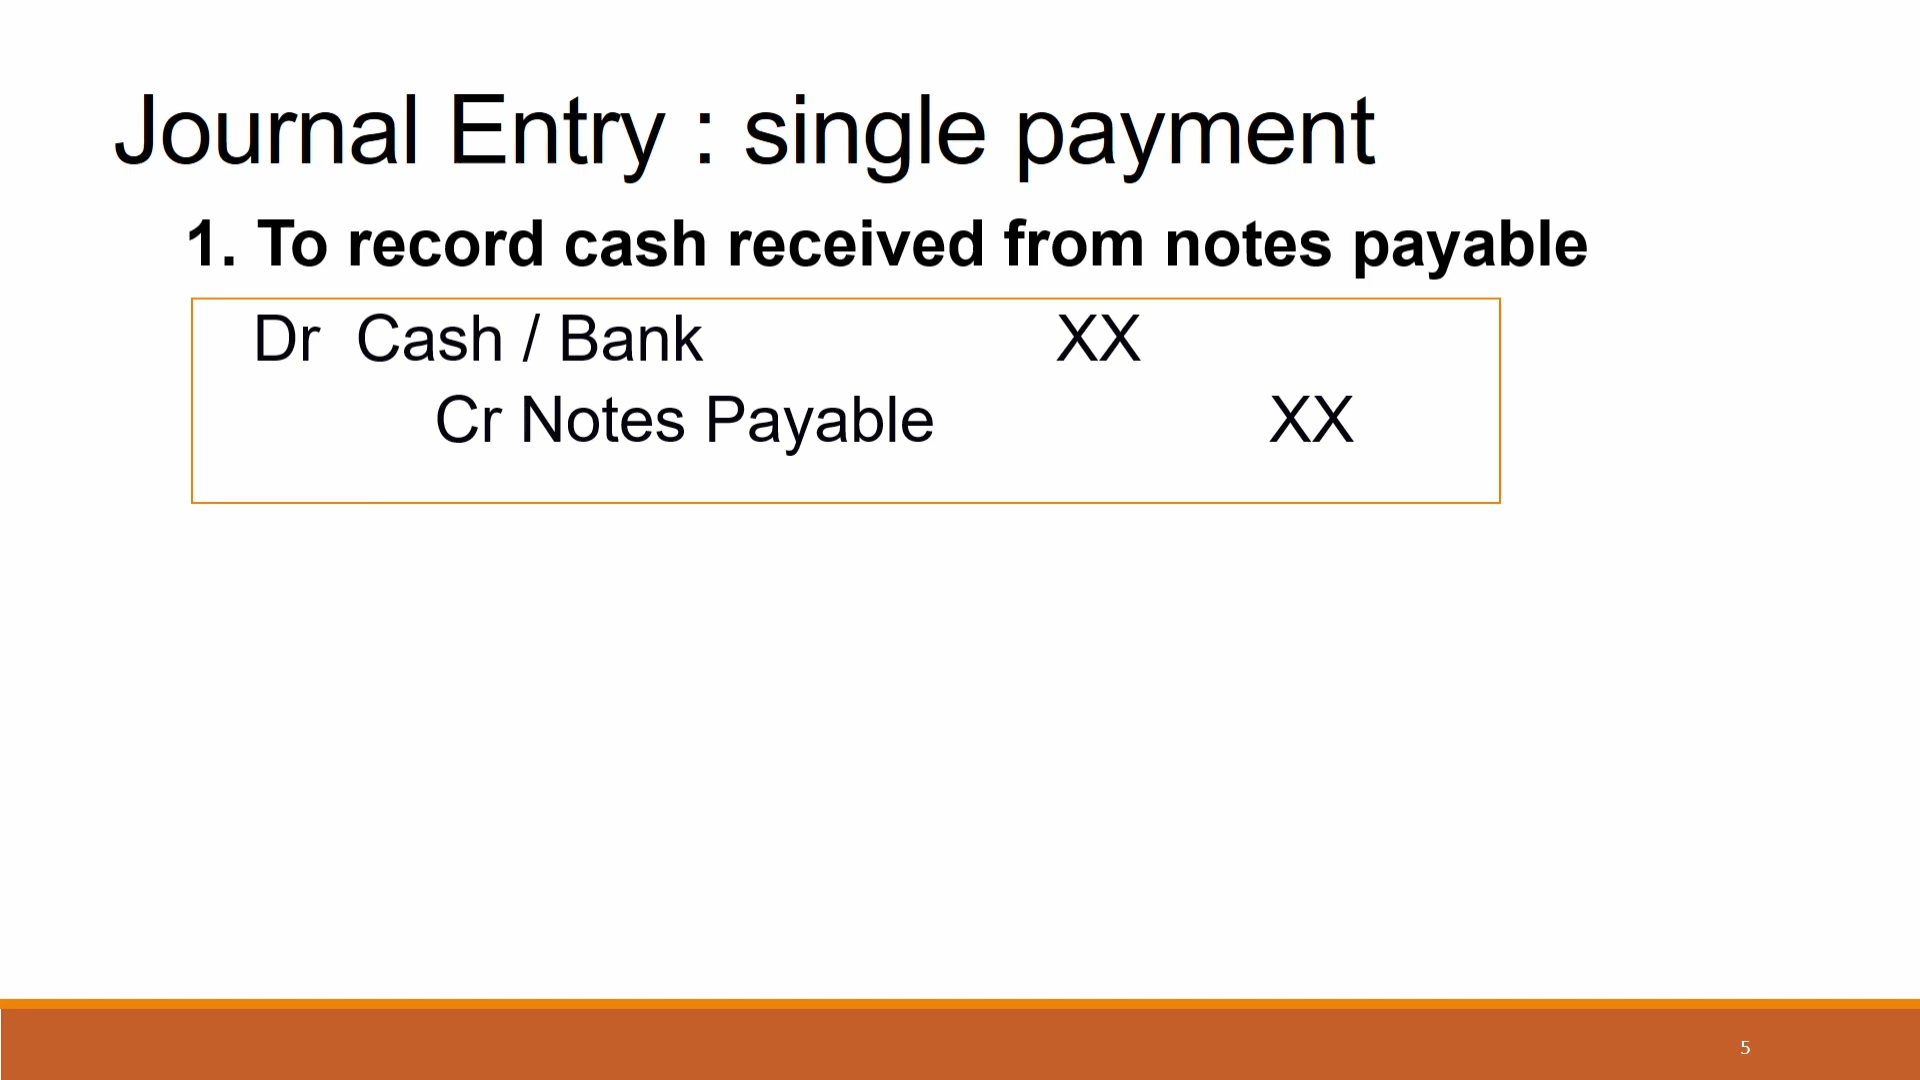 Journal Entry : single payment
1. To record cash received from notes payable
Dr Cash / Bank XX
Cr Notes Payable XX
5